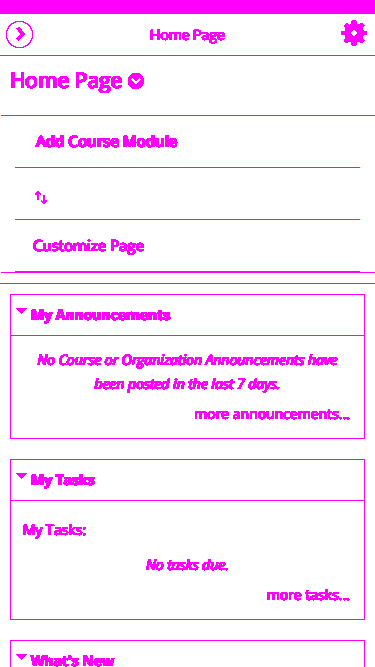 Home Page
Home Page
Add Course Module
Customize Page
My Announcements
No Course or Organization Announcements have
been posted in the last 7 days.
more announcements...
My Tasks
My Tasks:
No tasks due.
more tasks...
What's New